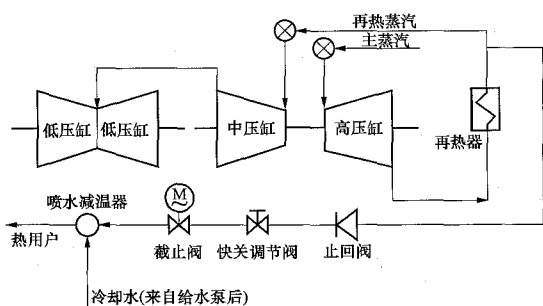 再热蒸汽
主蒸汽
低压缸
低压缸
中压缸
高压缸
再热器
喷水减温器
M
~
热用户
截止阀
快关调节阀
止回阀
冷却水(来自给水泵后)